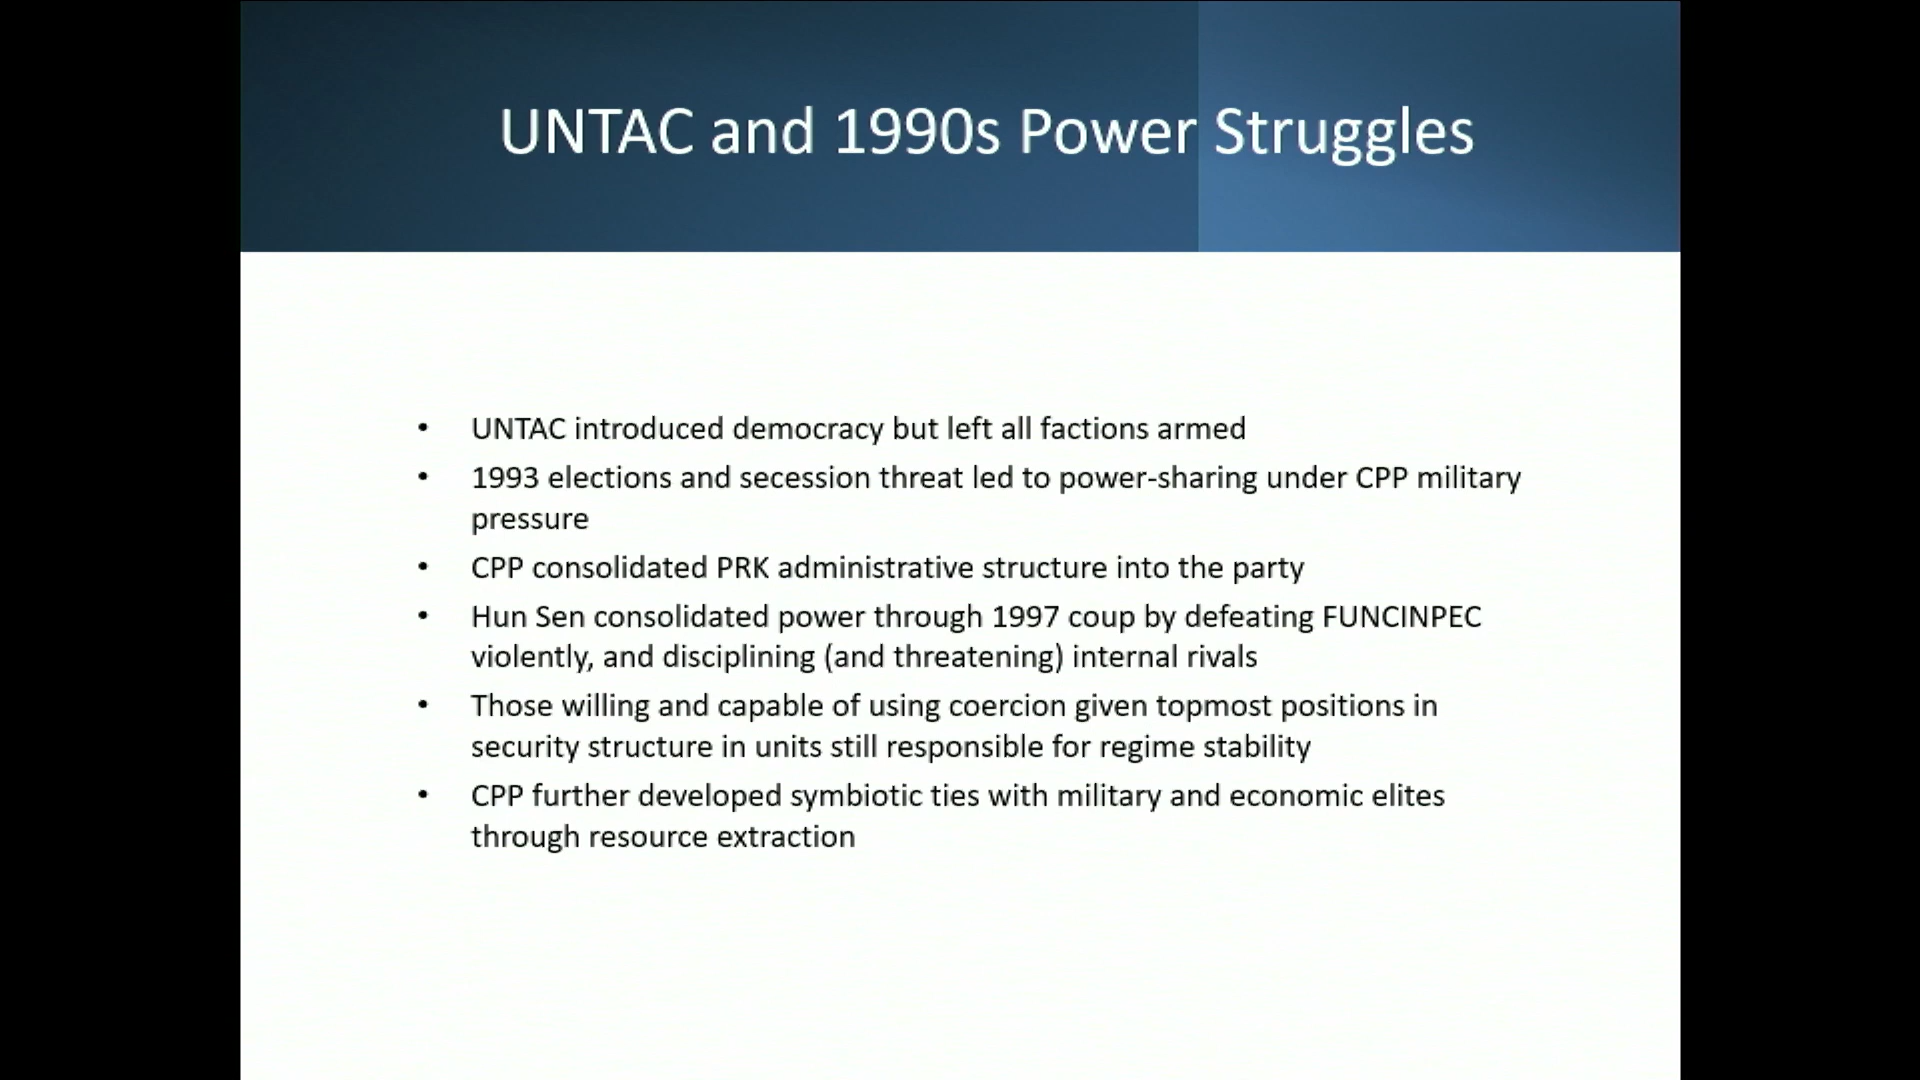 UNTAC and 1990s Power Struggles
• UNTAC introduced democracy but left all factions armed
• 1993 elections and secession threat led to power-sharing under CPP military
pressure
• CPP consolidated PRK administrative structure into the party
• Hun Sen consolidated power through 1997 coup by defeating FUNCINPEC
violently, and disciplining (and threatening) internal rivals
• Those willing and capable of using coercion given topmost positions in
security structure in units still responsible for regime stability
• CPP further developed symbiotic ties with military and economic elites
through resource extraction